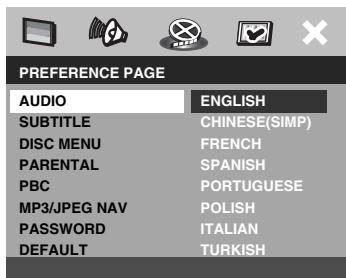 PREFERENCE PAGE
AUDIO ENGLISH
SUBTITLE CHINESE(SIMP)
DISC MENU FRENCH
PARENTAL SPANISH
PBC PORTUGUESE
MP3/JPEG NAV POLISH
PASSWORD ITALIAN
DEFAULT TURKISH